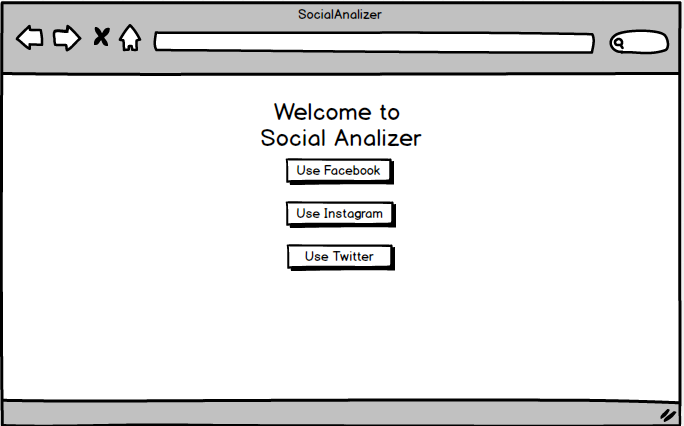 SocialAnalizer
Welcome to
Social Analizer
Use Facebook
Use Instagram
Use Twitter